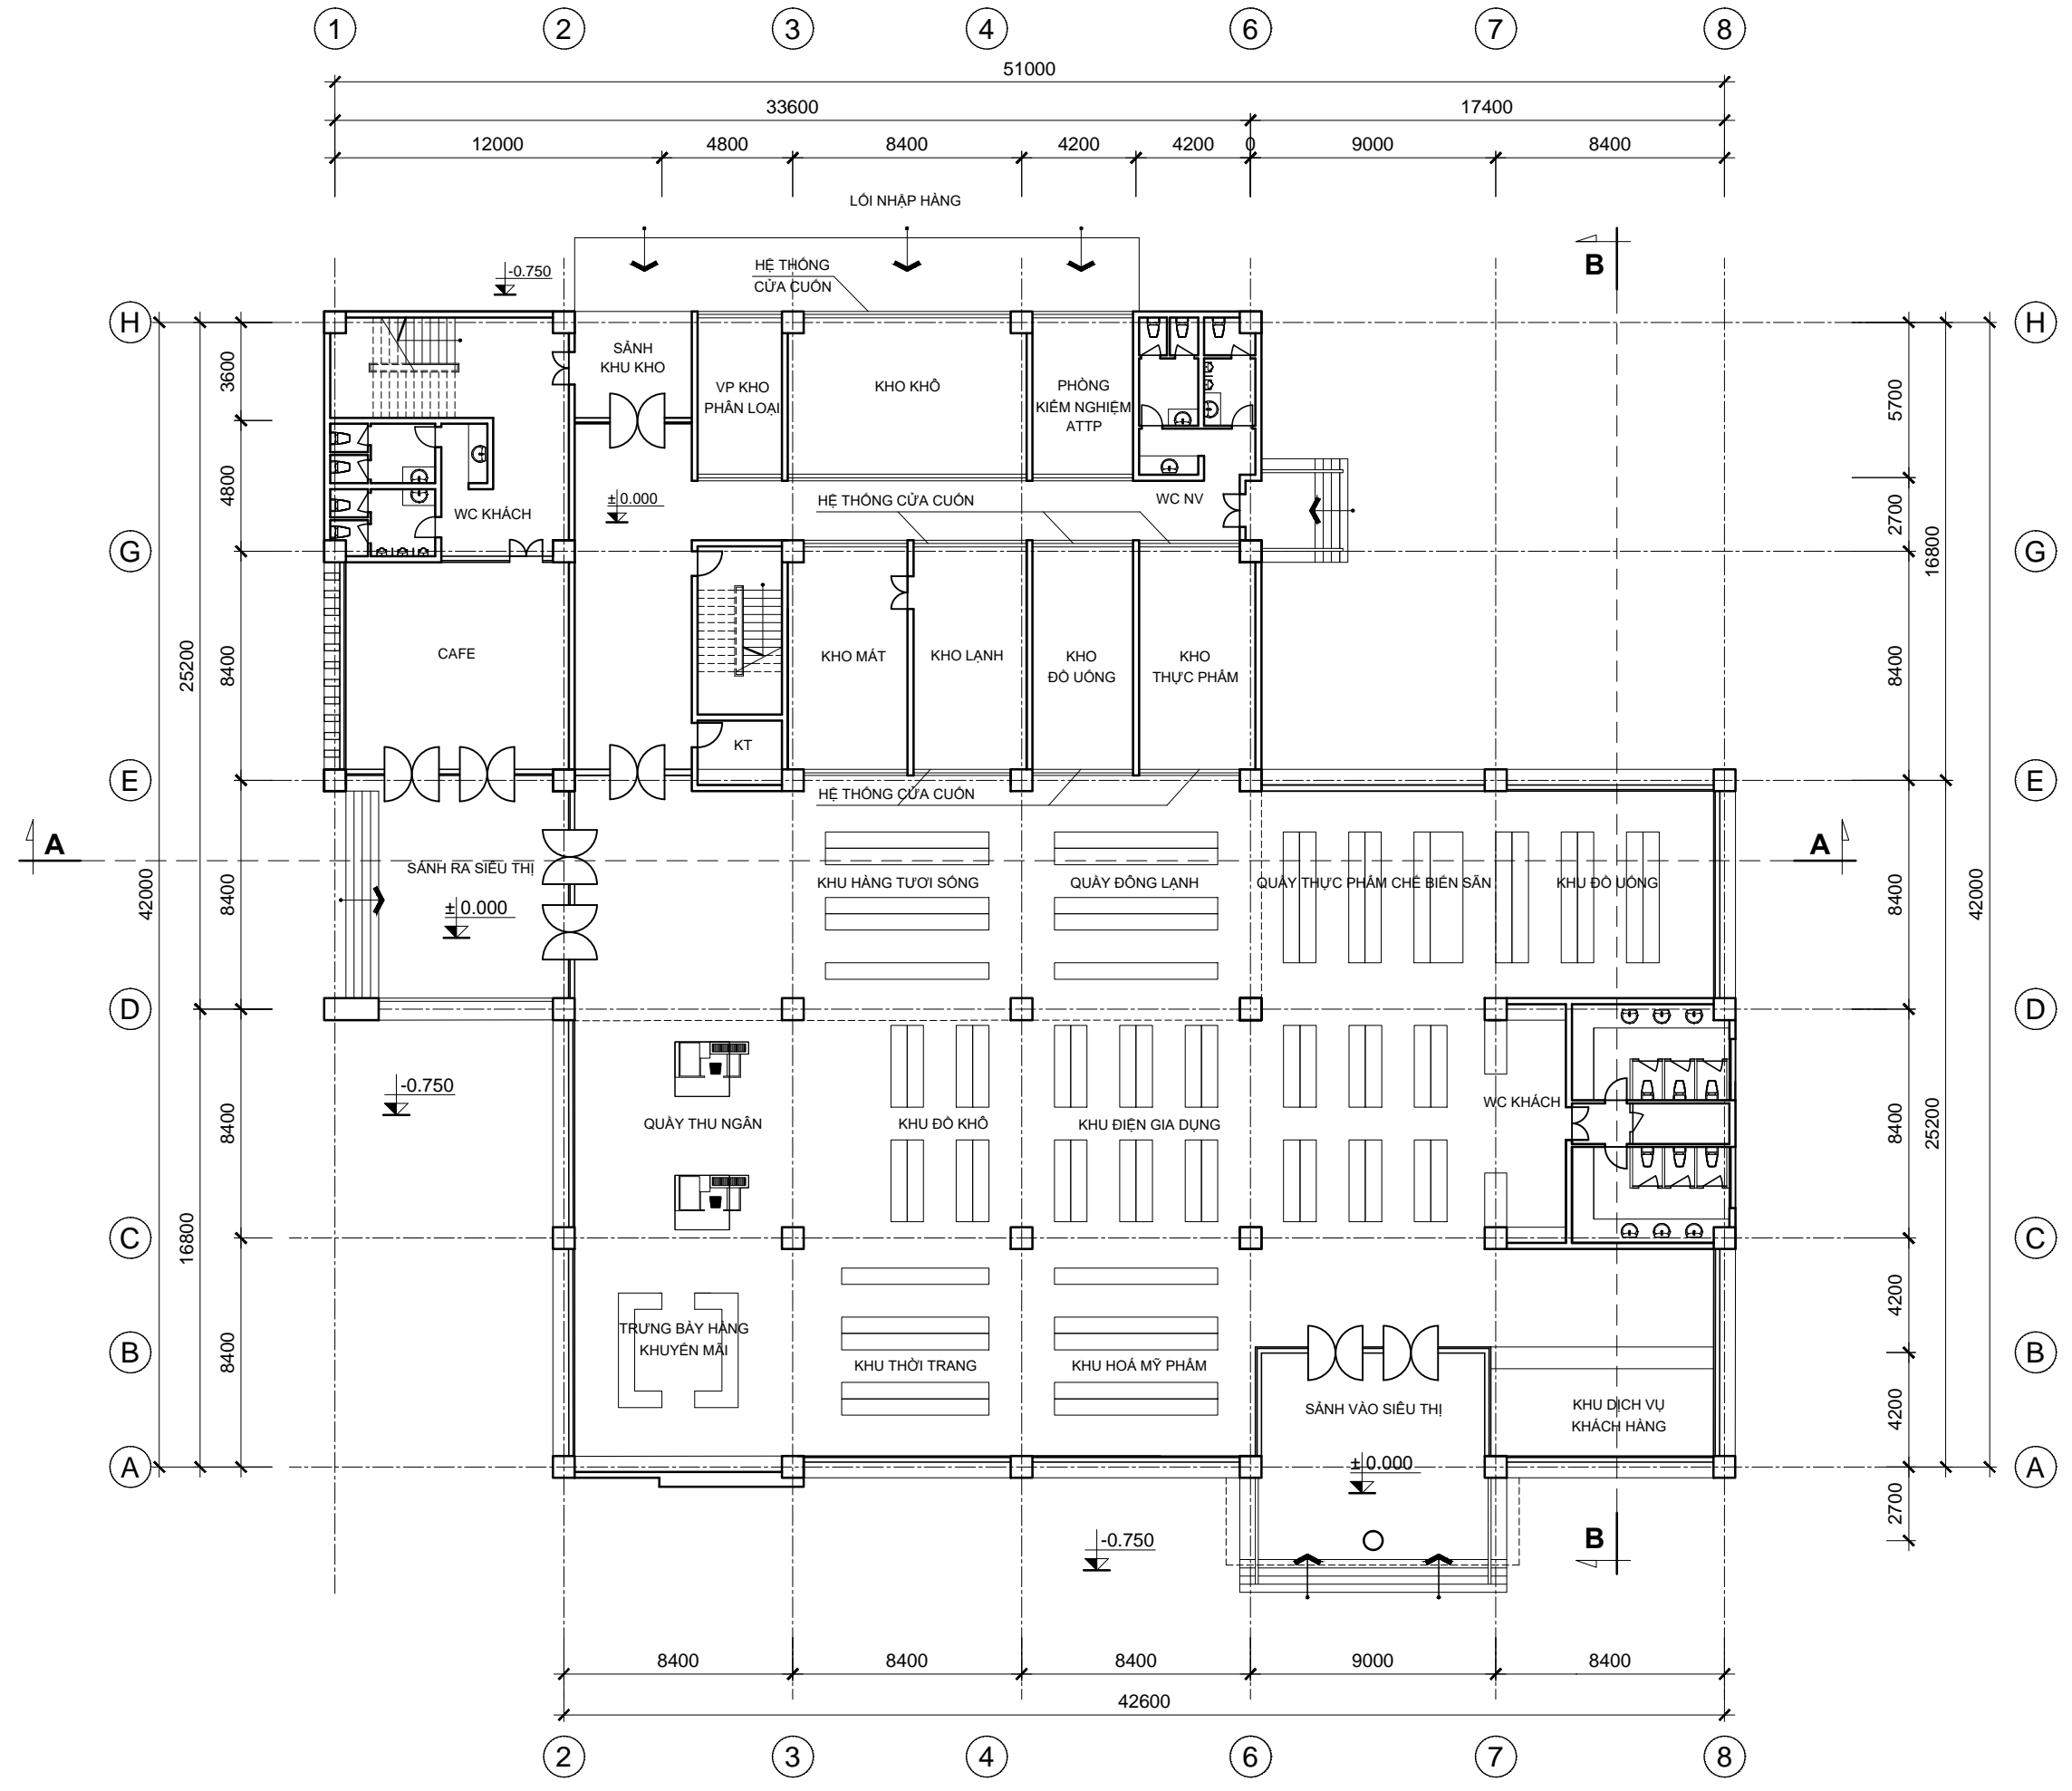 1 2 3 4 6 7 8
51000
33600 17400
12000 4800 8400 4200 4200 0 9000 8400
LỐI NHẬP HÀNG
B
HỆ THỐNG
CỬA CUỐN
-0.750
H H
SẢNH
KHU KHO
VP KHO
PHÂN LOẠI
KHO KHÔ
PHÒNG
KIỂM NGHIỆM
ATTP
3600
5700
4800
WC KHÁCH
±0.000
HỆ THỐNG CỬA CUỐN
WC NV
2700
16800
G G
25200
8400
CAFE
KHO MÁT
KHO LẠNH
KHO
ĐỒ UỐNG
KHO
THỰC PHẨM
8400
KT
E E
HỆ THỐNG CỬA CUỐN
A A
42000
8400
SẢNH RA SIÊU THỊ
±0.000
KHU HÀNG TƯƠI SỐNG
QUẦY ĐÔNG LẠNH
QUẦY THỰC PHẨM CHẾ BIẾN SẴN
KHU ĐỒ UỐNG
8400
42000
D D
-0.750
8400
QUẦY THU NGÂN
KHU ĐỒ KHÔ
KHU ĐIỆN GIA DỤNG
WC KHÁCH
8400
25200
C C
16800
8400
4200
TRƯNG BÀY HÀNG
KHUYẾN MÃI
KHU THỜI TRANG
KHU HOÁ MỸ PHẨM
B B
SẢNH VÀO SIÊU THỊ
KHU DỊCH VỤ
KHÁCH HÀNG
4200
±0.000
A A
2700
-0.750
B
8400 8400 8400 9000 8400
42600
2 3 4 6 7 8